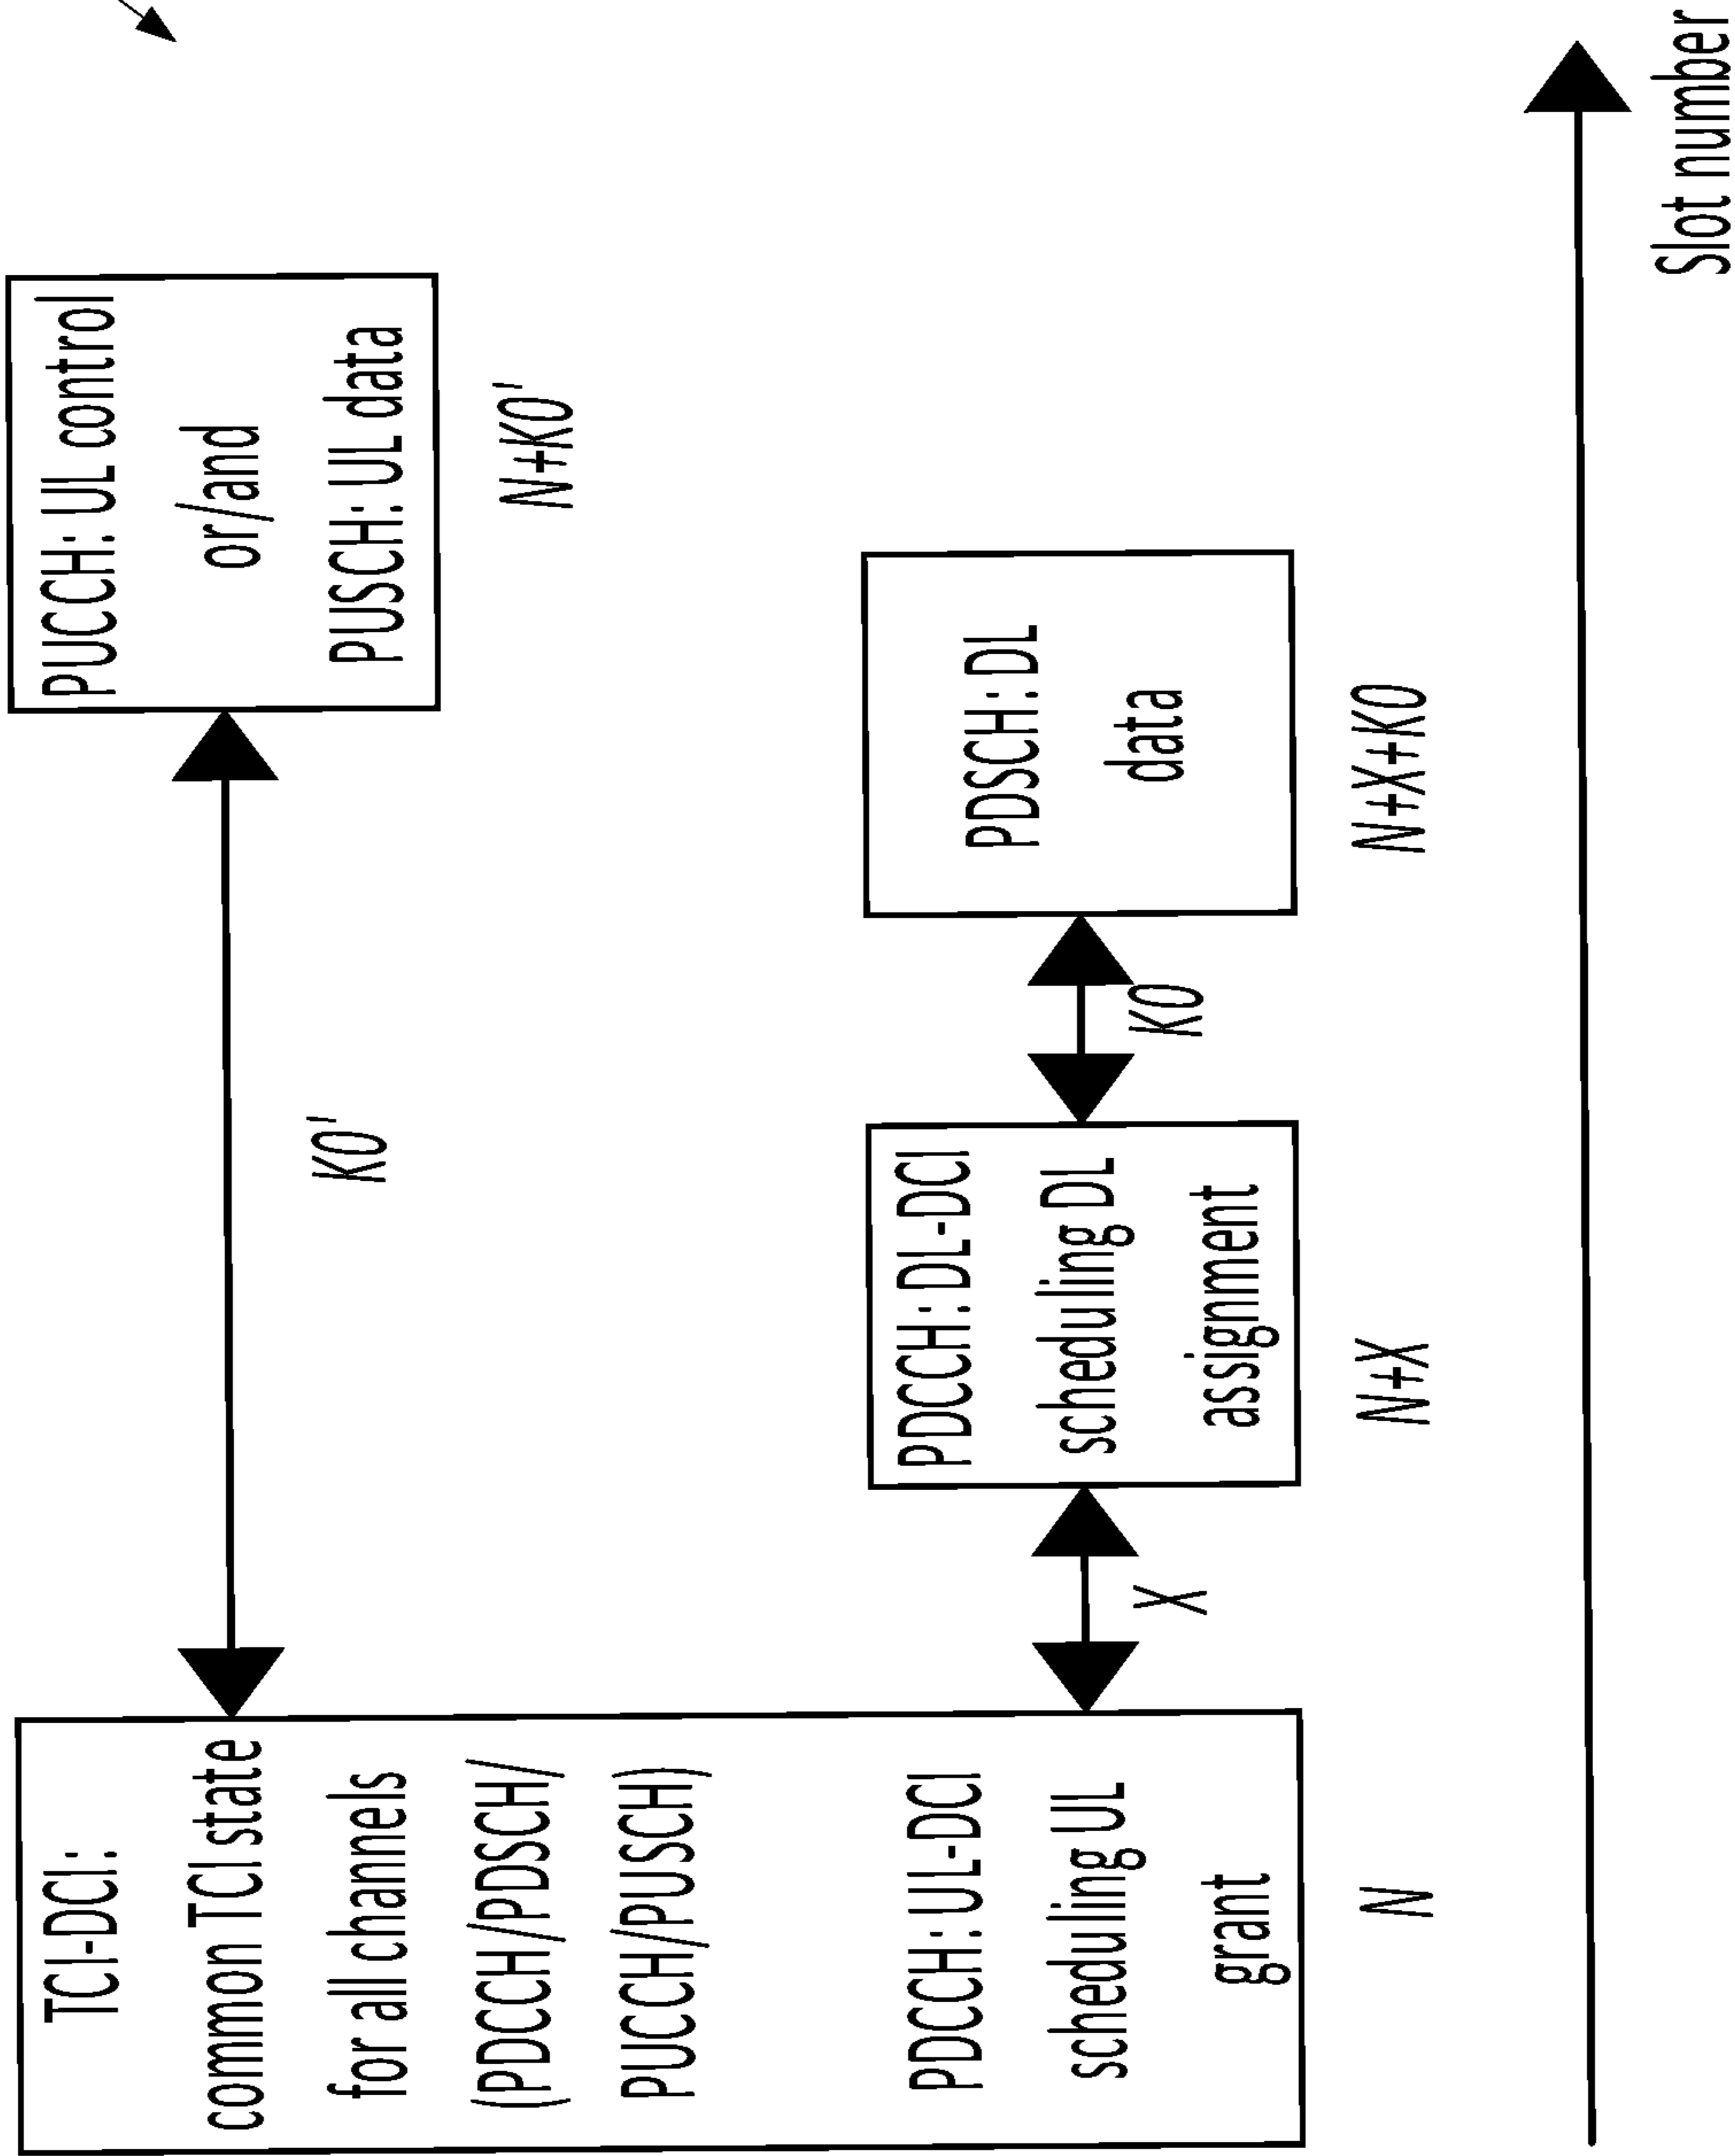 TCI-DCI:
common TCI state
for all channels
(PDCCH/PDSCH/
PUCCH/PUSCH)
PDCCH: UL-DCI
scheduling UL
grant
N
K0'
X
PDCCH: DL-DCI
scheduling DL
assignment
N+X
K0
PDSCH: DL
data
N+X+K0
PUCCH: UL control
or/and
PUSCH: UL data
N+K0'
Slot number